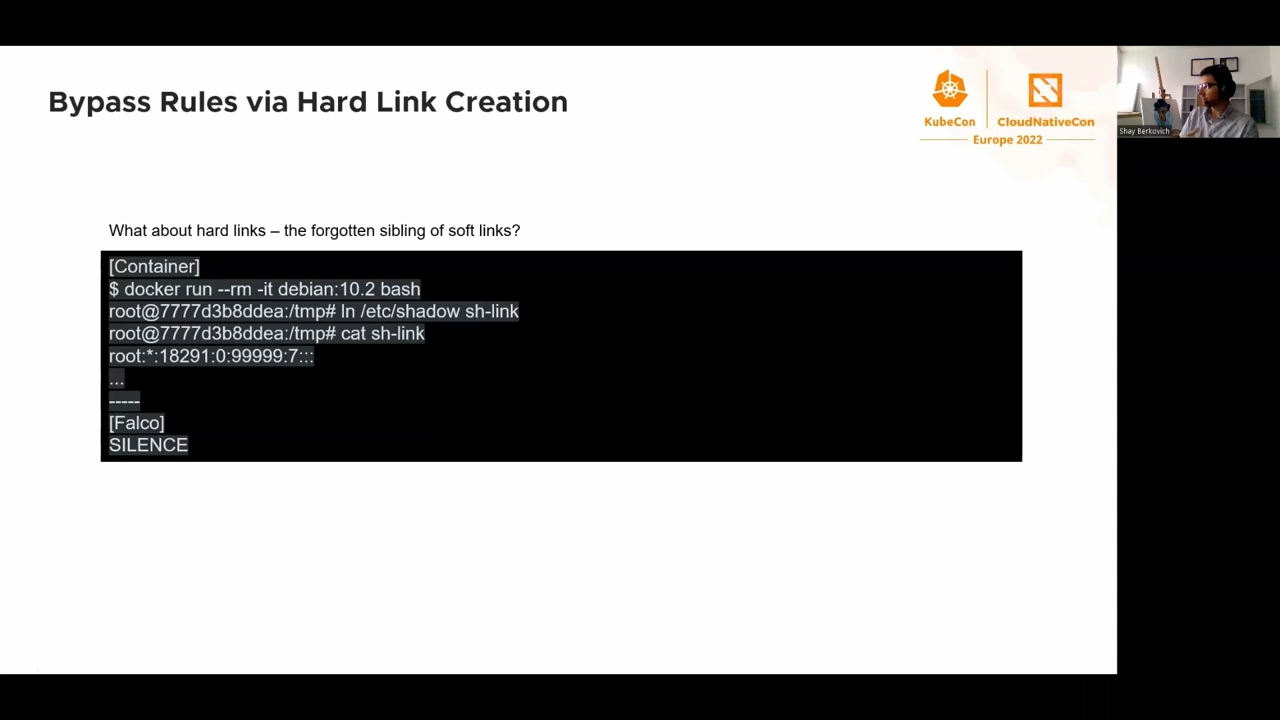 Bypass Rules via Hard Link Creation
KubeCon
CloudNativeCon
Europe 2022
Shay Berkovich
What about hard links – the forgotten sibling of soft links?
[Container]
$ docker run --rm -it debian:10.2 bash
root@7777d3b8ddea:/tmp# ln /etc/shadow sh-link
root@7777d3b8ddea:/tmp# cat sh-link
root:*:18291:0:99999:7:::
...
-----
[Falco]
SILENCE